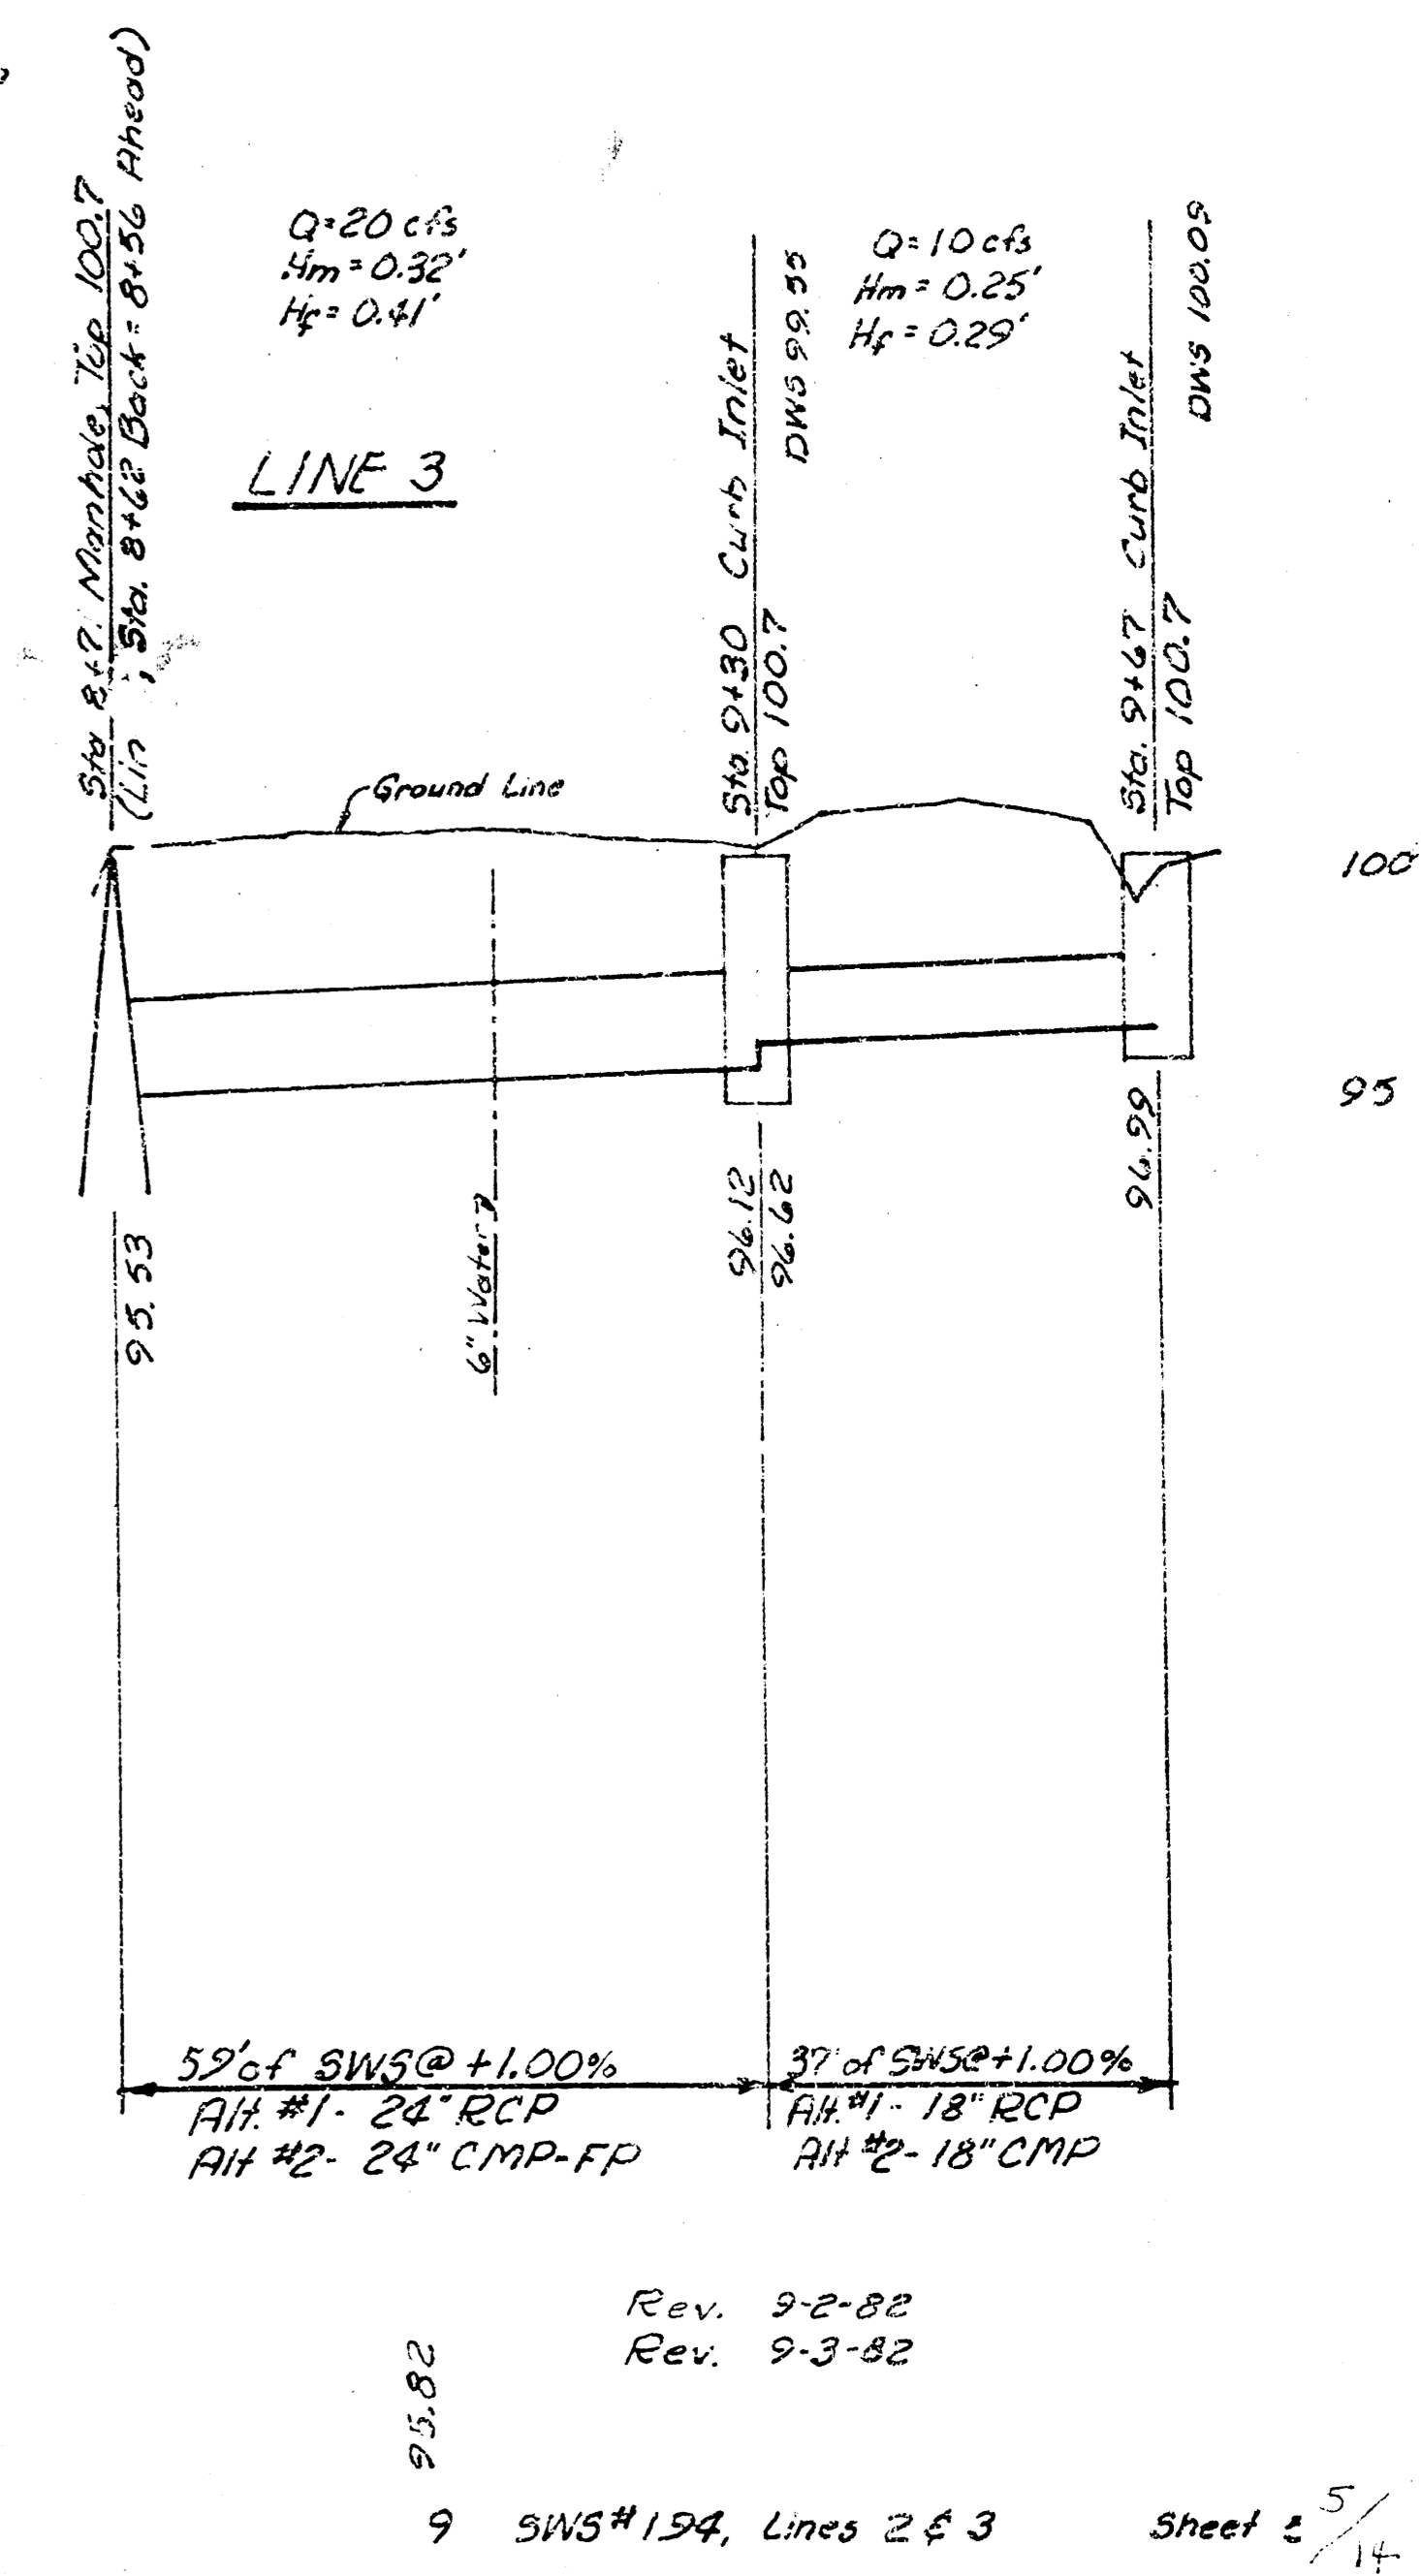 Sta 8+7 Manhole, Top 100.7
(Lin ; Sta. 8+62 Back = 8+56 Ahead)
Q=20 cfs
Hm = 0.32'
Hf = 0.41'
LINE 3
Sta. 9+30 Curb Inlet
Top 100.7
DWS 99.55
Q=10 cfs
Hm = 0.25'
Hf = 0.29'
Sta. 9+67 Curb Inlet
Top 100.7
DWS 100.09
Ground Line
100
95
95.53
6" Water
96.12
96.62
96.99
59' of SWS @ +1.00%
Alt. #1- 24" RCP
Alt #2- 24" CMP-FP
37' of SWS @ +1.00%
Alt. #1- 18" RCP
Alt #2- 18" CMP
Rev. 9-2-82
Rev. 9-3-82
95.82
9 SWS #194, Lines 2 & 3
Sheet 5/14